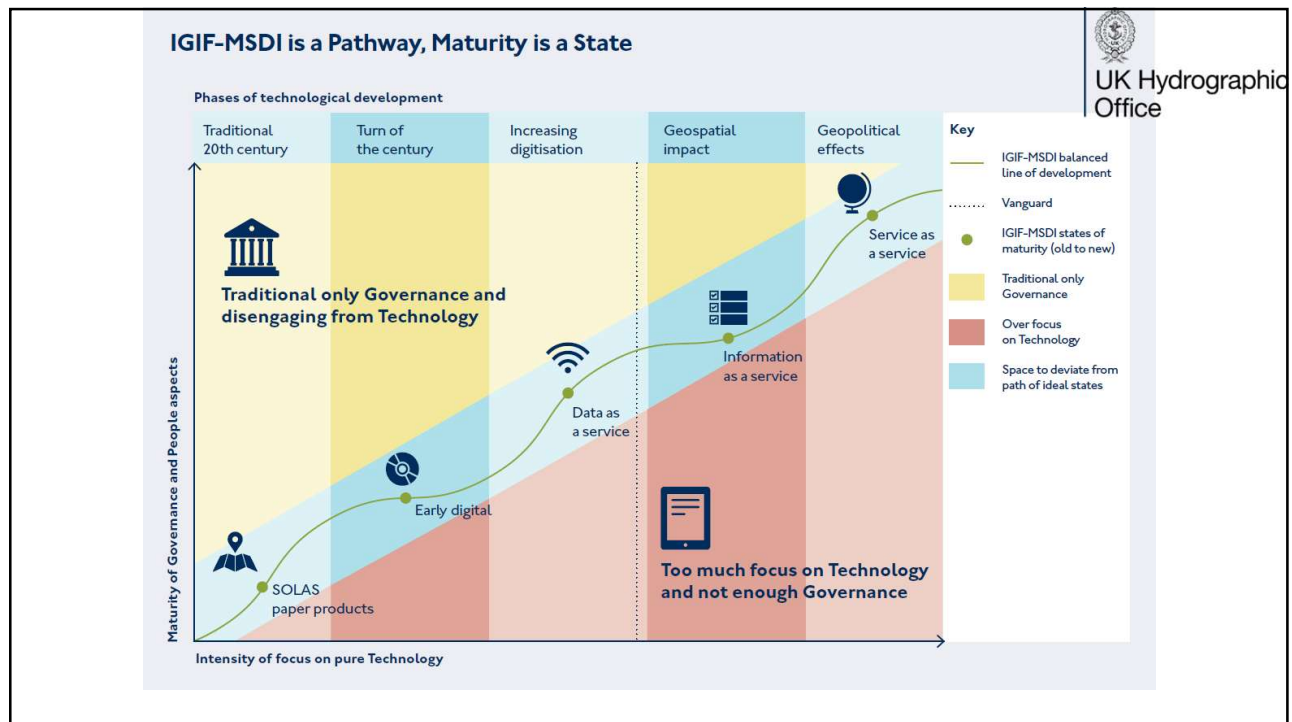 IGIF-MSDI is a Pathway, Maturity is a State
UK Hydrographic
Office
Phases of technological development
Traditional
20th century
Turn of
the century
Increasing
digitisation
Geospatial
impact
Geopolitical
effects
Key
IGIF-MSDI balanced
line of development
Vanguard
IGIF-MSDI states of
maturity (old to new)
Traditional only
Governance
Over focus
on Technology
Space to deviate from
path of ideal states
Traditional only Governance and
disengaging from Technology
Service as
a service
Information
as a service
Data as
a service
Early digital
SOLAS
paper products
Too much focus on Technology
and not enough Governance
Maturity of Governance and People aspects
Intensity of focus on pure Technology